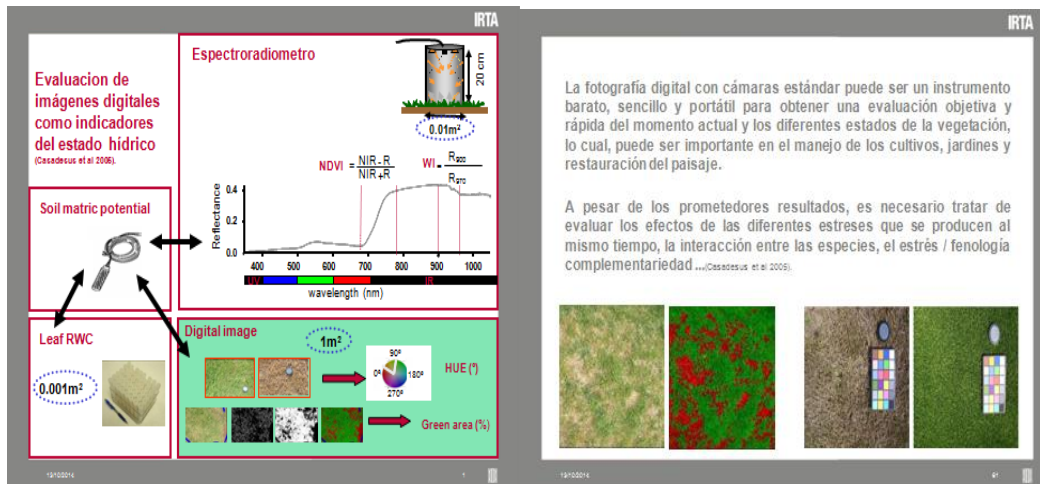 IRTA
Evaluacion de
imágenes digitales
como indicadores
del estado hídrico
(Casadesus et al 2005).
Espectroradiometro
20 cm
0.01m²
NDVI = NIR - R
NIR +R
WI = R900
R970
Reflectance
0.4
0.2
0.0
400 500 600 700 800 900 1000
UV IR
wavelength (nm)
Soil matric potential
Leaf RWC
0.001m²
Digital image
1m²
90º
0º
180º
270º
HUE (º)
Green area (%)
13/10/2014
1
IRTA
La fotografía digital con cámaras estándar puede ser un instrumento
barato, sencillo y portátil para obtener una evaluación objetiva y
rápida del momento actual y los diferentes estados de la vegetación,
lo cual, puede ser importante en el manejo de los cultivos, jardines y
restauración del paisaje.
A pesar de los prometedores resultados, es necesario tratar de
evaluar los efectos de las diferentes estreses que se producen al
mismo tiempo, la interacción entre las especies, el estrés / fenología
complementariedad ...(Casadesus et al 2005).
13/10/2014
61